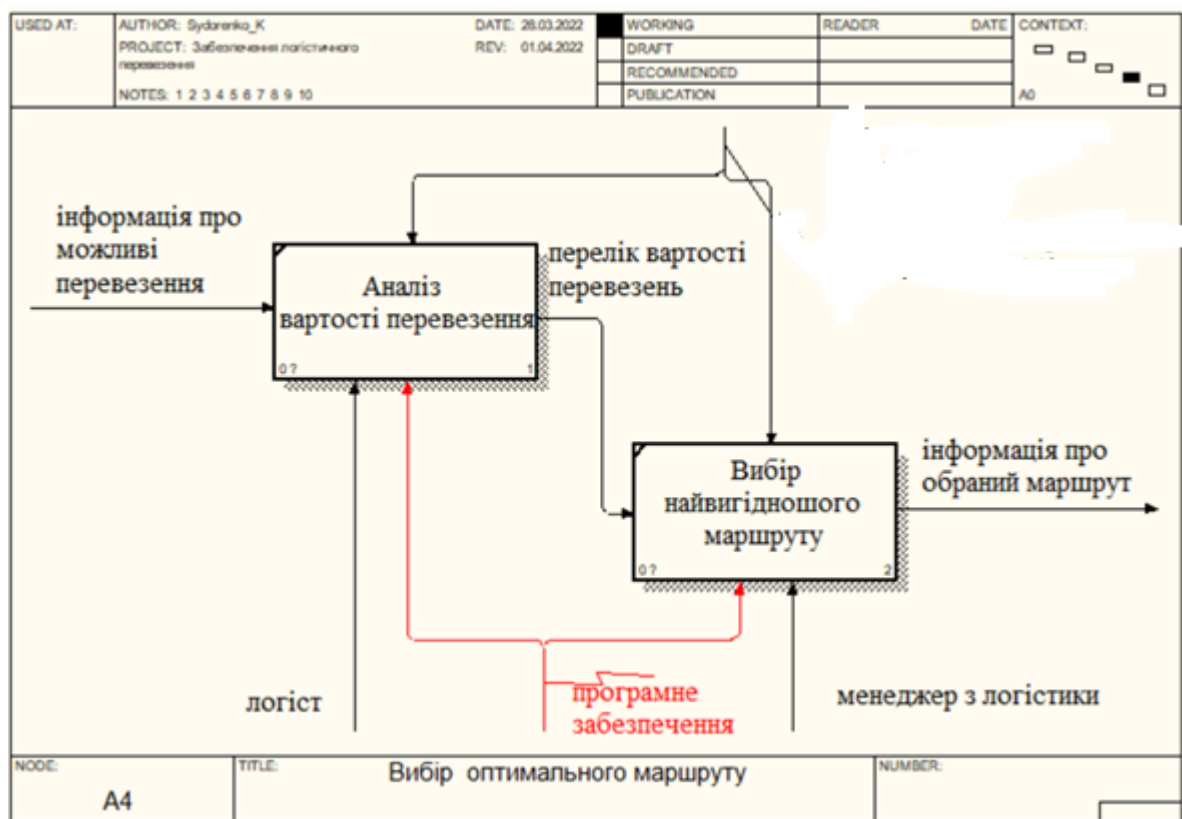 USED AT:
AUTHOR: Sydorenko_K
DATE: 28.03.2022
PROJECT: Забезпечення логістичного
перевезення
REV: 01.04.2022
NOTES: 1 2 3 4 5 6 7 8 9 10
WORKING
DRAFT
RECOMMENDED
PUBLICATION
READER
DATE
CONTEXT:
A0
інформація про
можливі
перевезення
Аналіз
вартості перевезення
0 ?
1
перелік вартості
перевезень
Вибір
найвигідношого
маршруту
0 ?
2
інформація про
обраний маршрут
логіст
програмне
забезпечення
менеджер з логістики
NODE:
A4
TITLE:
Вибір оптимального маршруту
NUMBER: